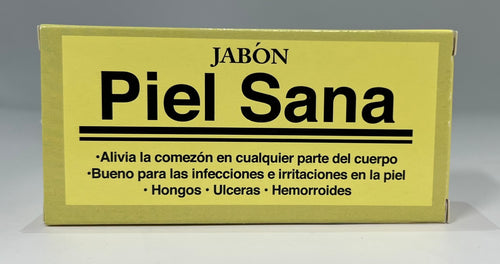 JABÓN
Piel Sana
·Alivia la comezón en cualquier parte del cuerpo
·Bueno para las infecciones e irritaciones en la piel
· Hongos · Ulceras · Hemorroides